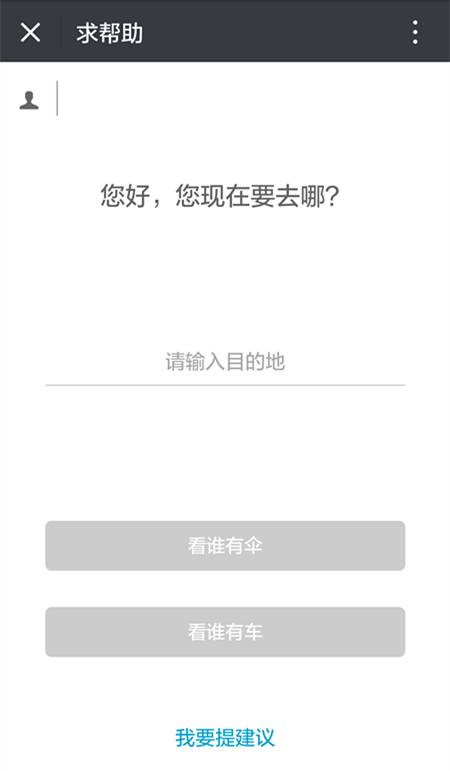 求帮助
您好，您现在要去哪？
请输入目的地
看谁有伞
看谁有车
我要提建议